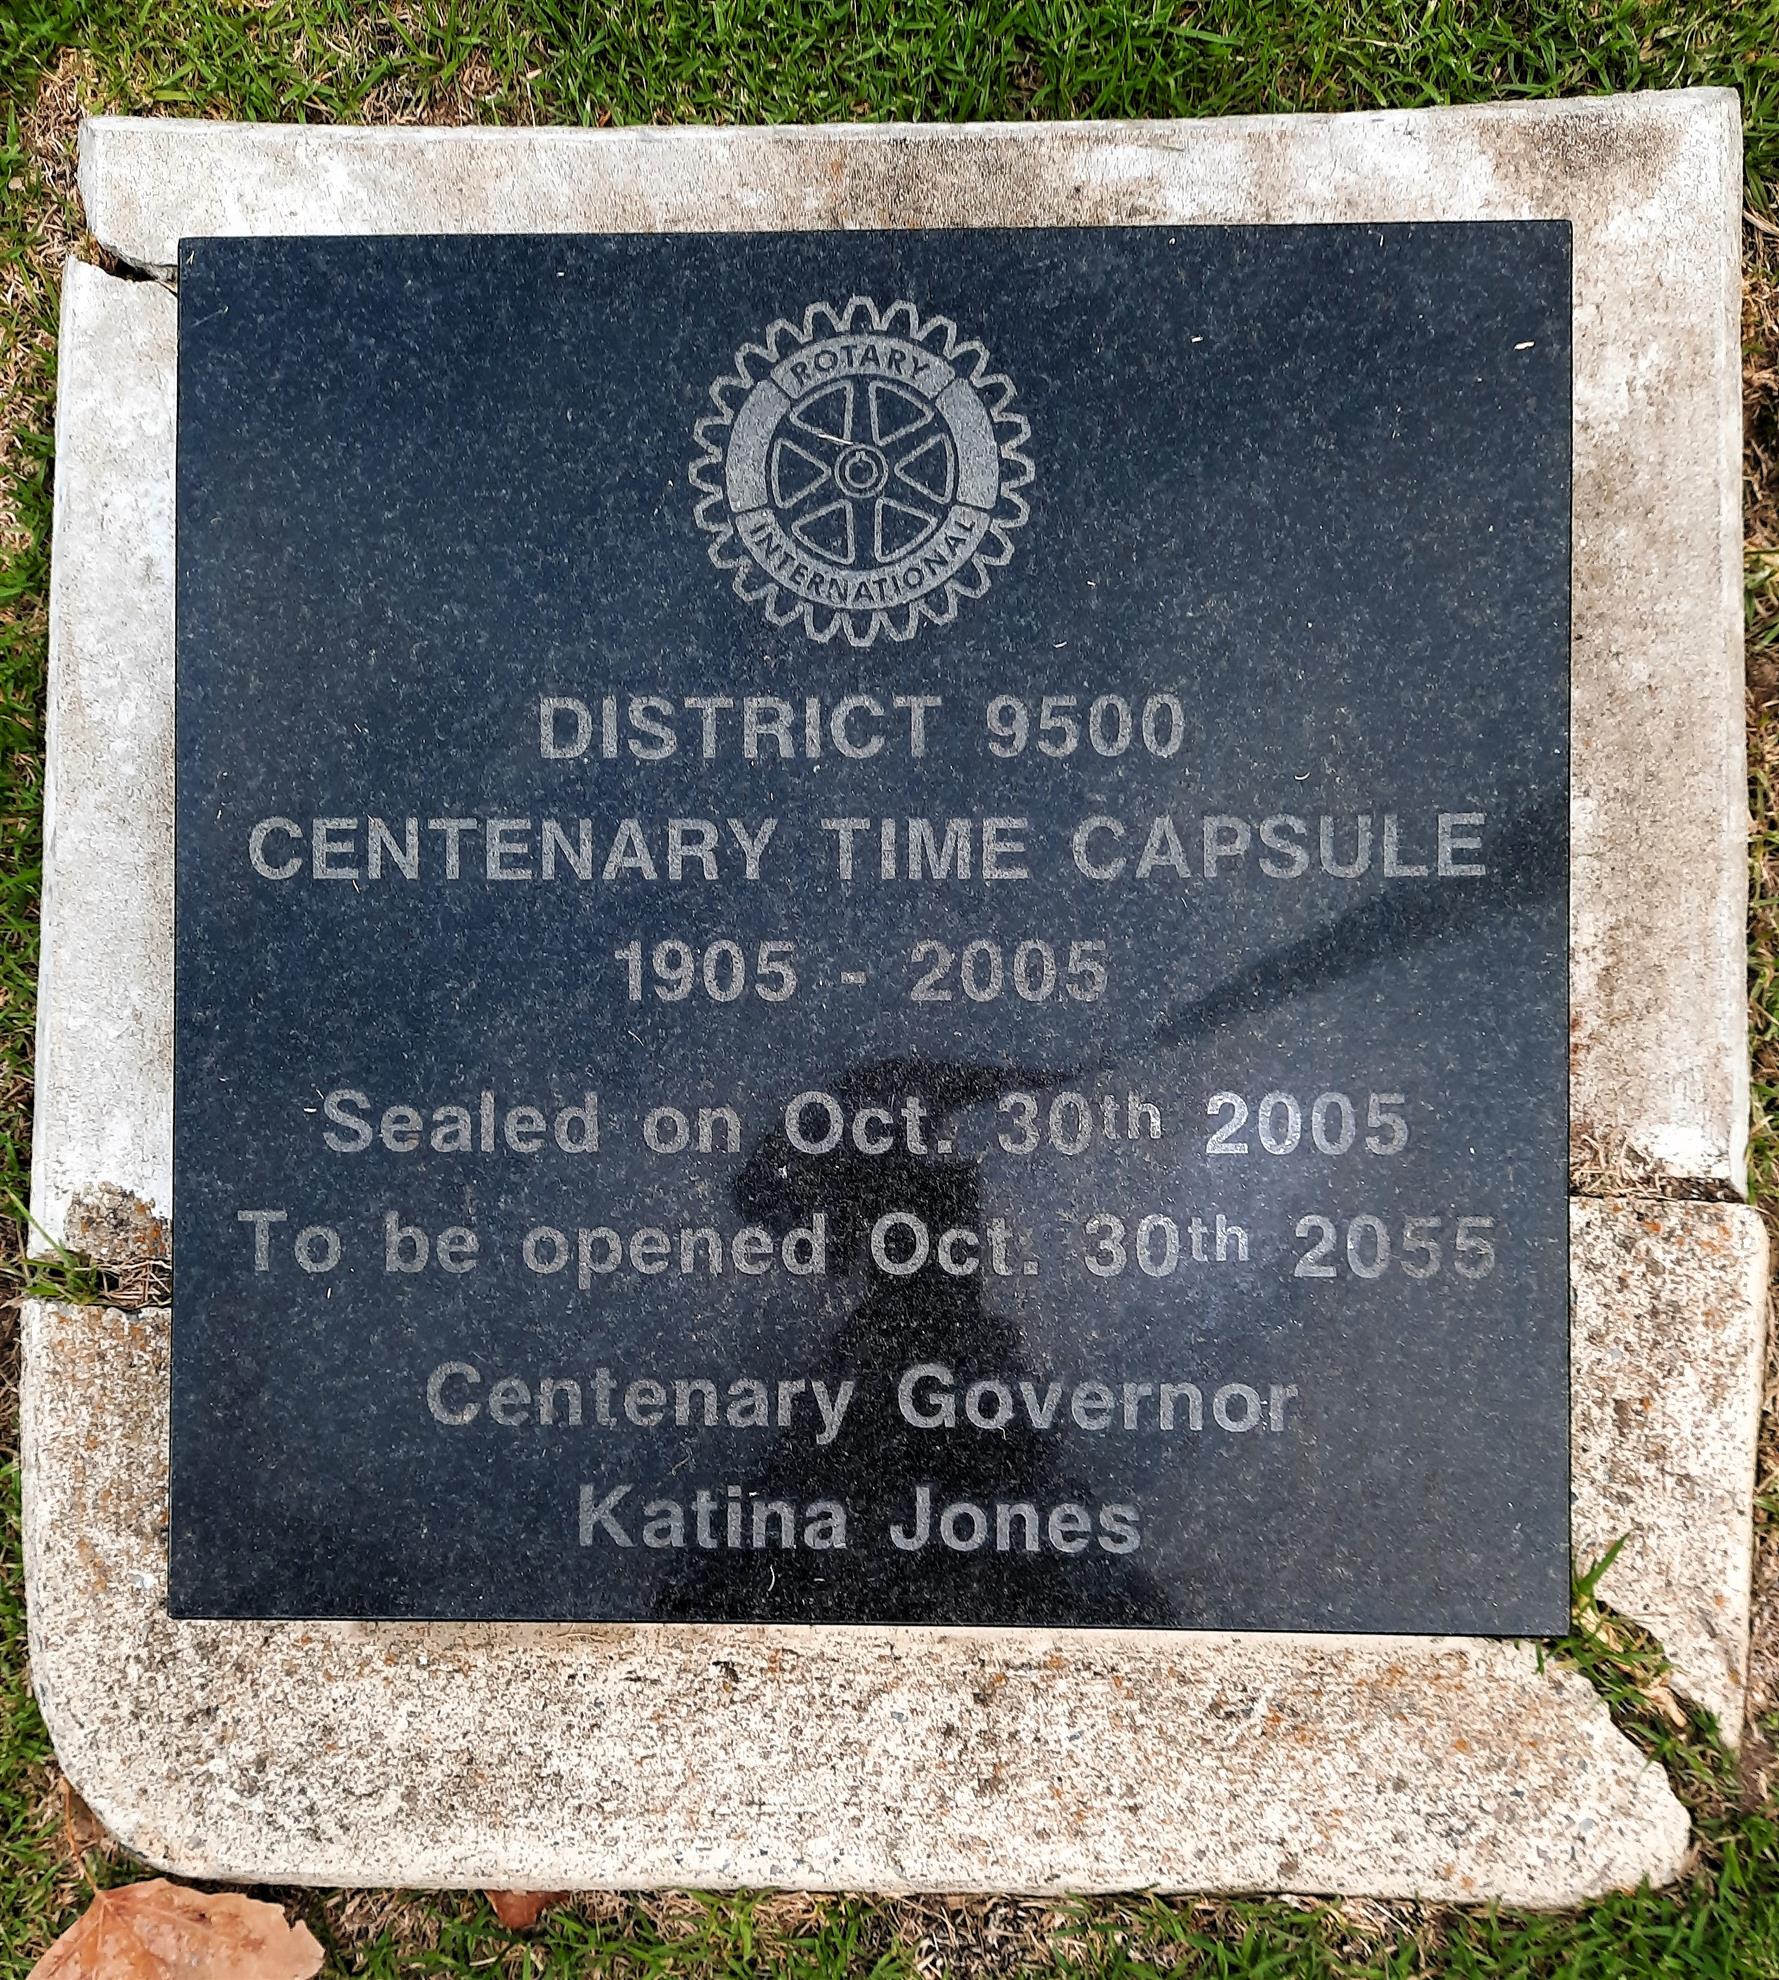 ROTARY
INTERNATIONAL
DISTRICT 9500
CENTENARY TIME CAPSULE
1905 - 2005
Sealed on Oct. 30th 2005
To be opened Oct. 30th 2055
Centenary Governor
Katina Jones